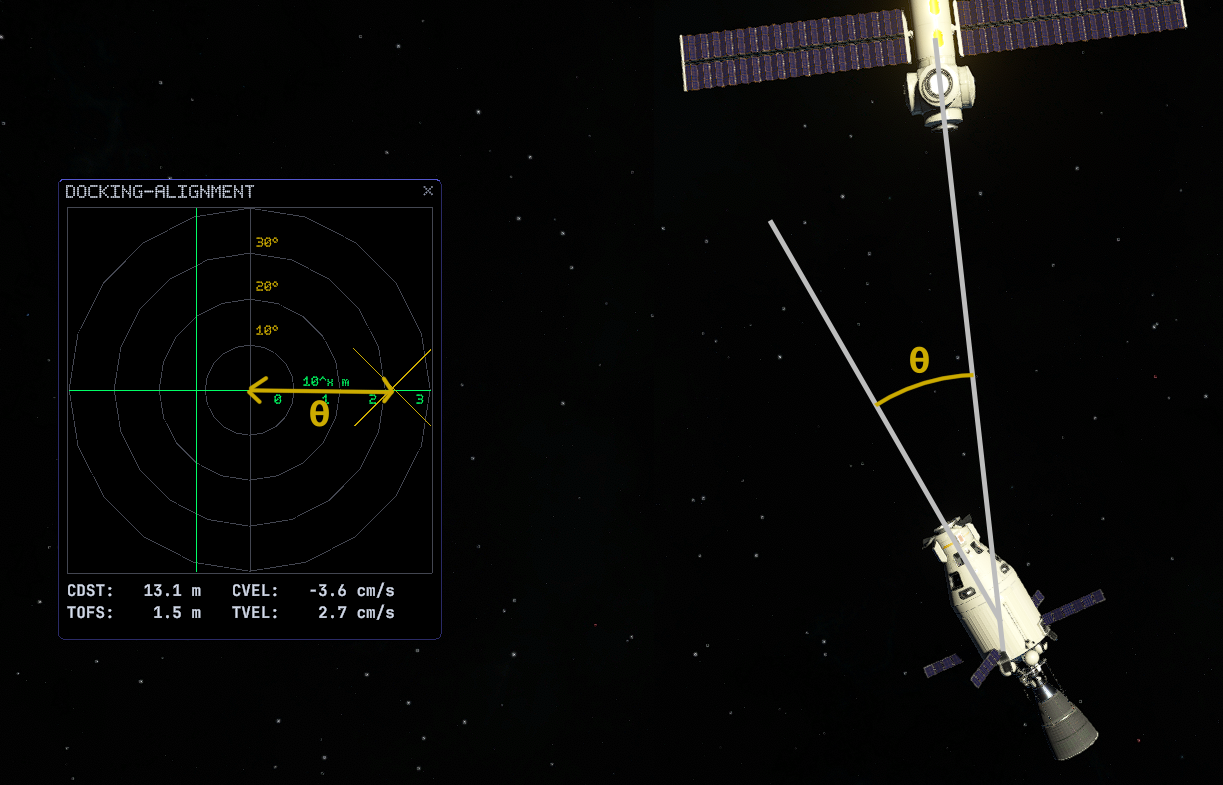 DOCKING-ALIGNMENT ×
30°
20°
10°
10^x m
0 1 2 3
θ
CDST: 13.1 m CVEL: -3.6 cm/s
TOFS: 1.5 m TVEL: 2.7 cm/s
θ